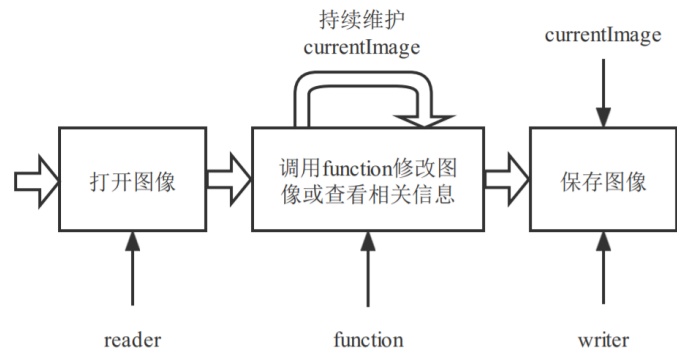 持续维护
currentImage
currentImage
打开图像
调用function修改图
像或查看相关信息
保存图像
reader
function
writer